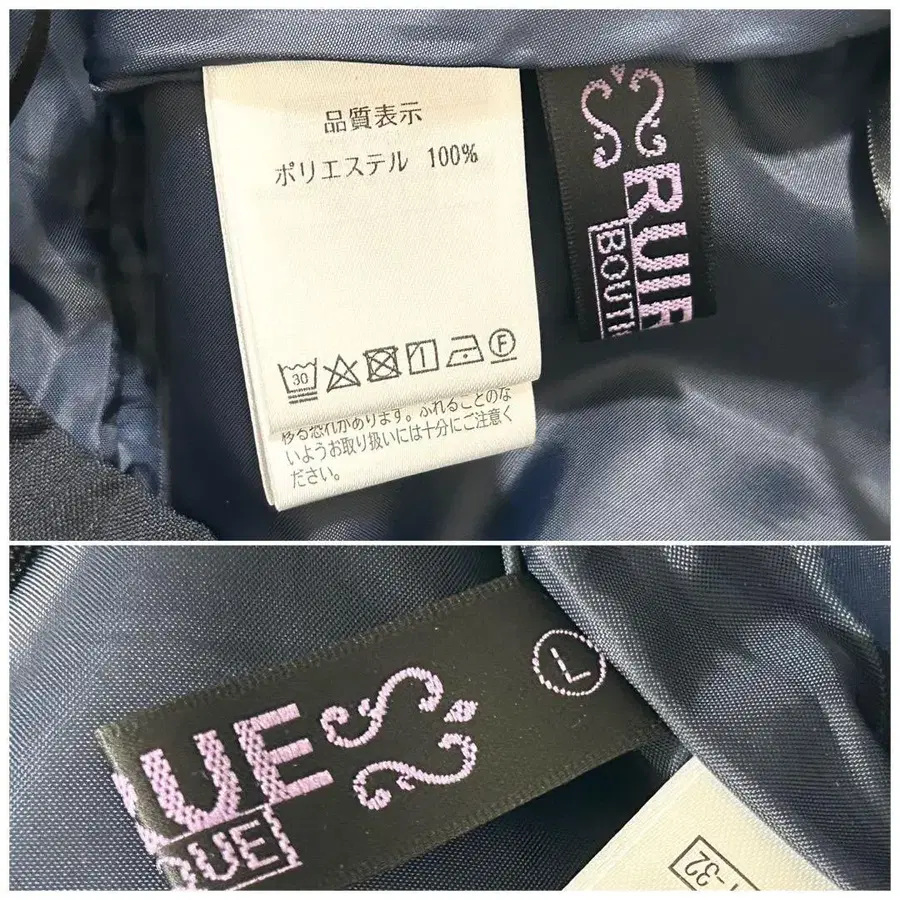 品質表示
ポリエステル 100%
RUIR
BOUT
30
F
移る恐れがあります。ふれることのな
いようお取り扱いには十分にご注意く
ださい。
UE
QUE
L
-32